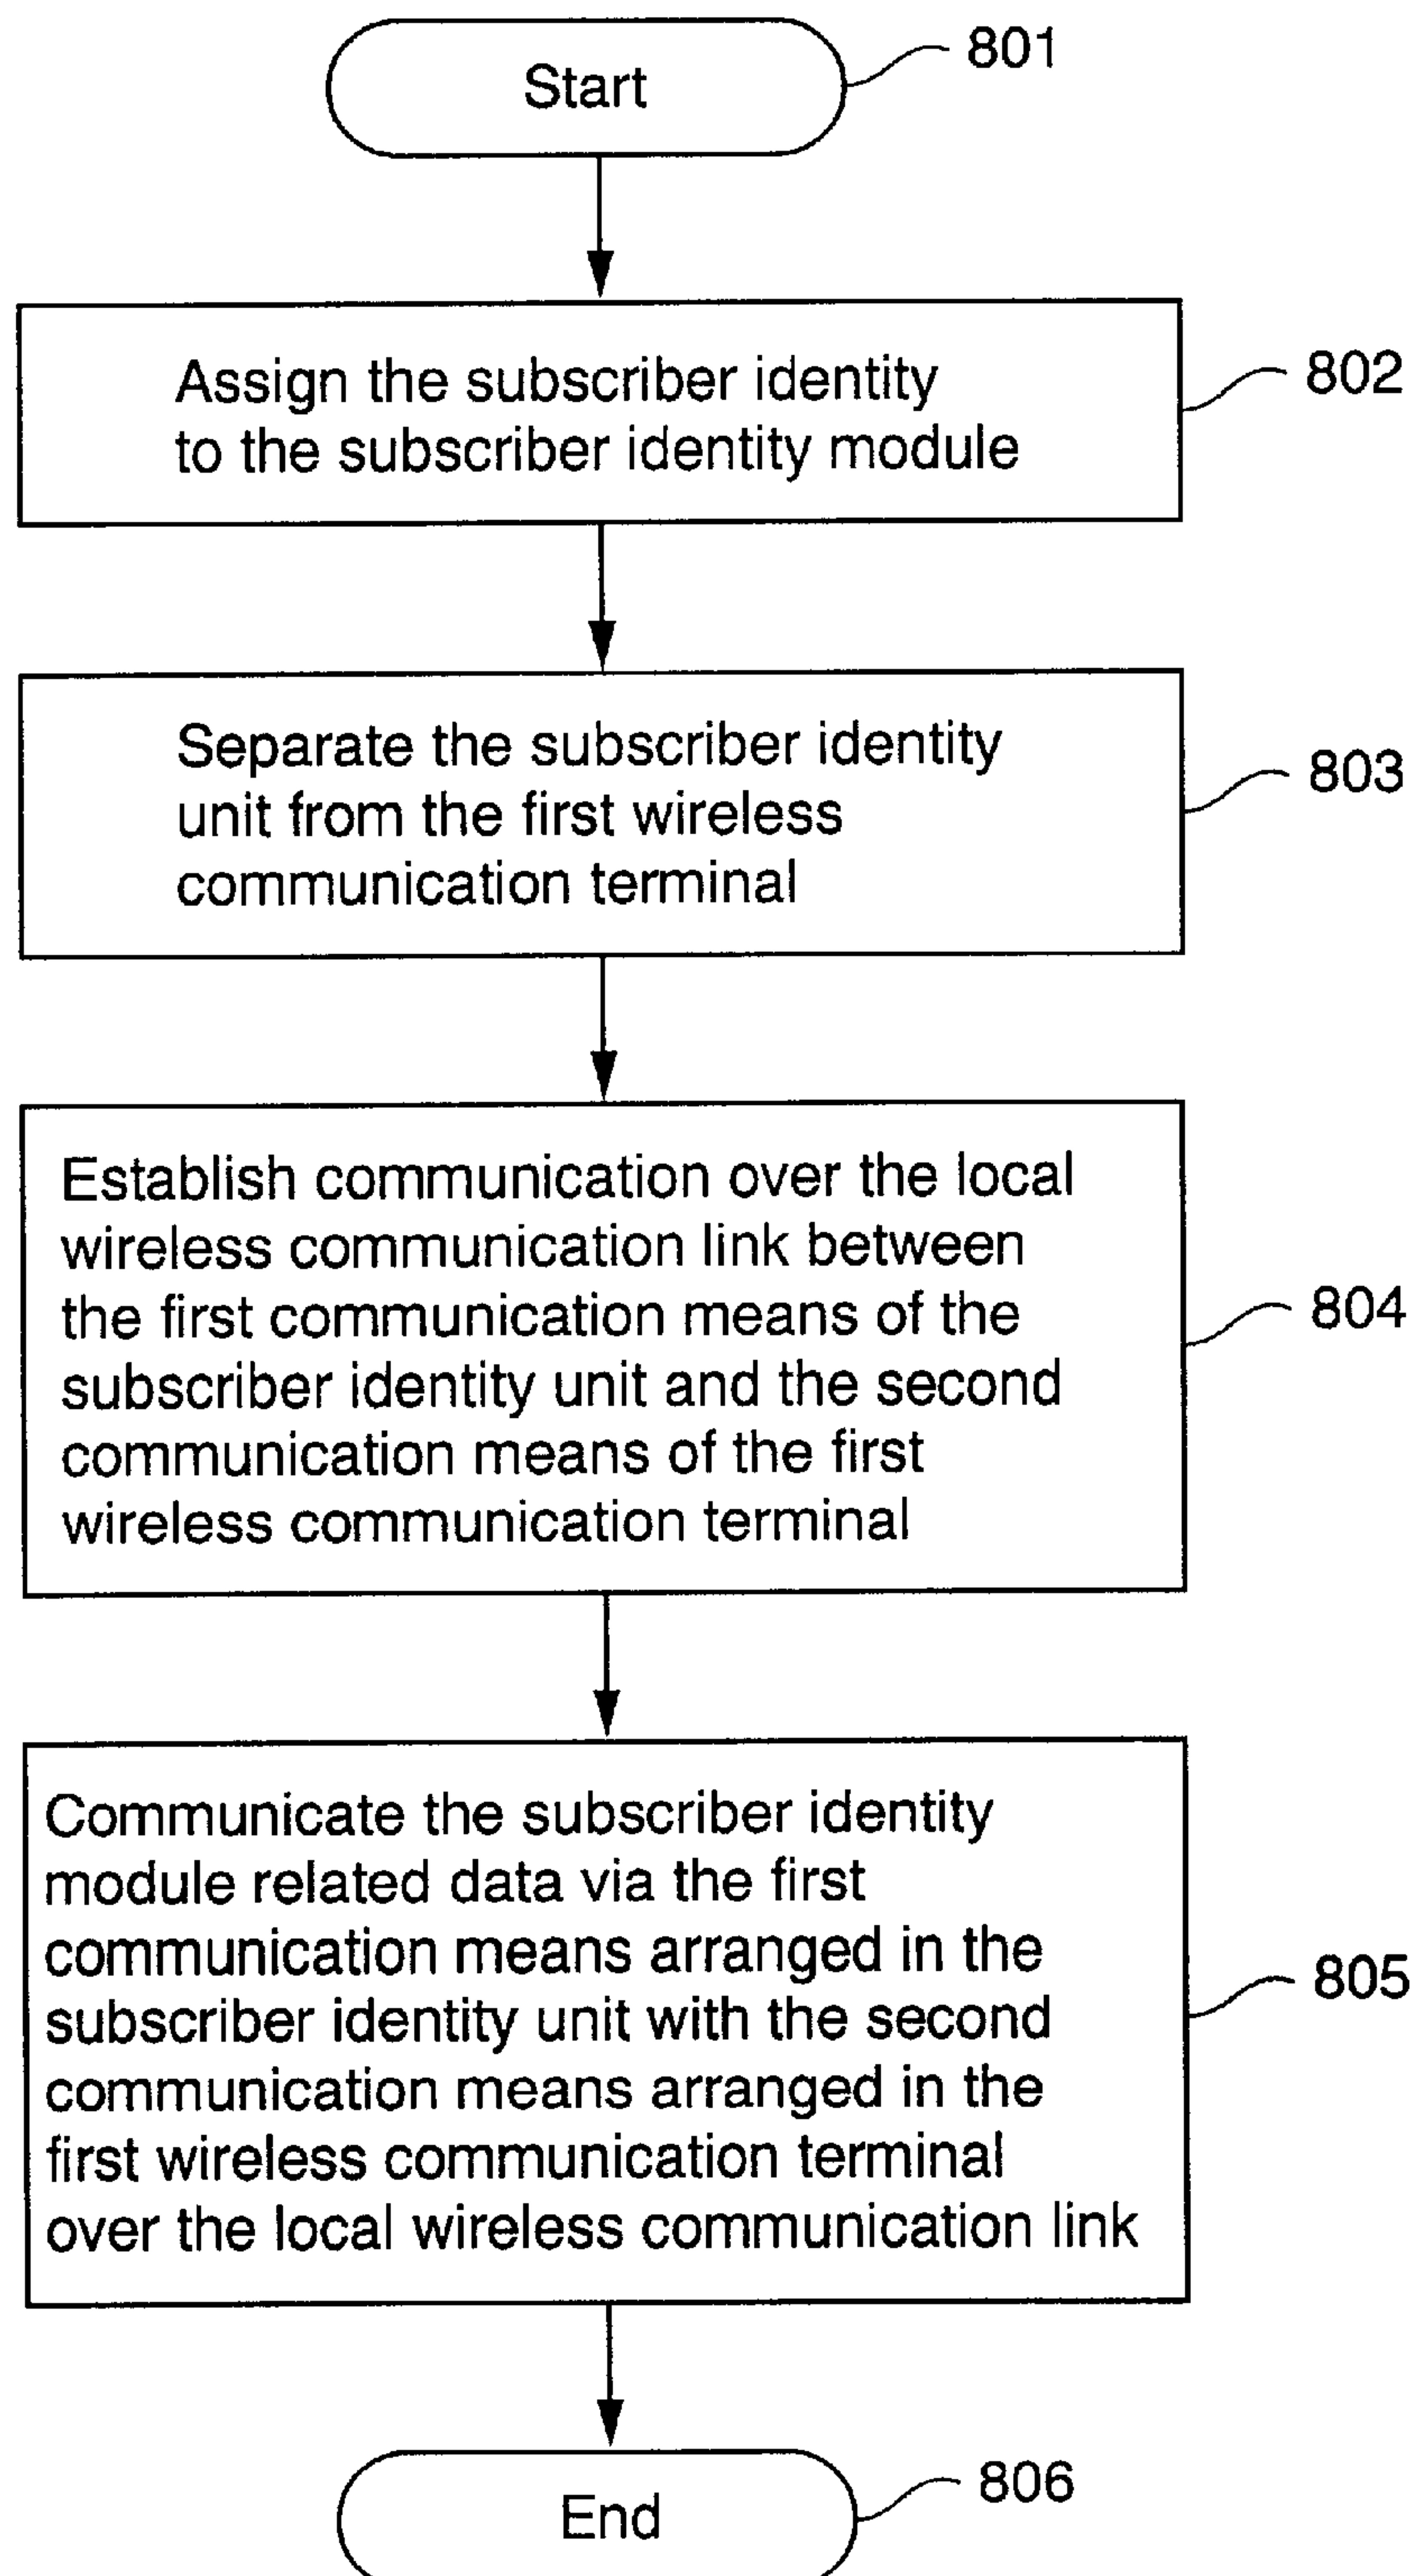 Start
801
Assign the subscriber identity
to the subscriber identity module
802
Separate the subscriber identity
unit from the first wireless
communication terminal
803
Establish communication over the local
wireless communication link between
the first communication means of the
subscriber identity unit and the second
communication means of the first
wireless communication terminal
804
Communicate the subscriber identity
module related data via the first
communication means arranged in the
subscriber identity unit with the second
communication means arranged in the
first wireless communication terminal
over the local wireless communication link
805
End
806